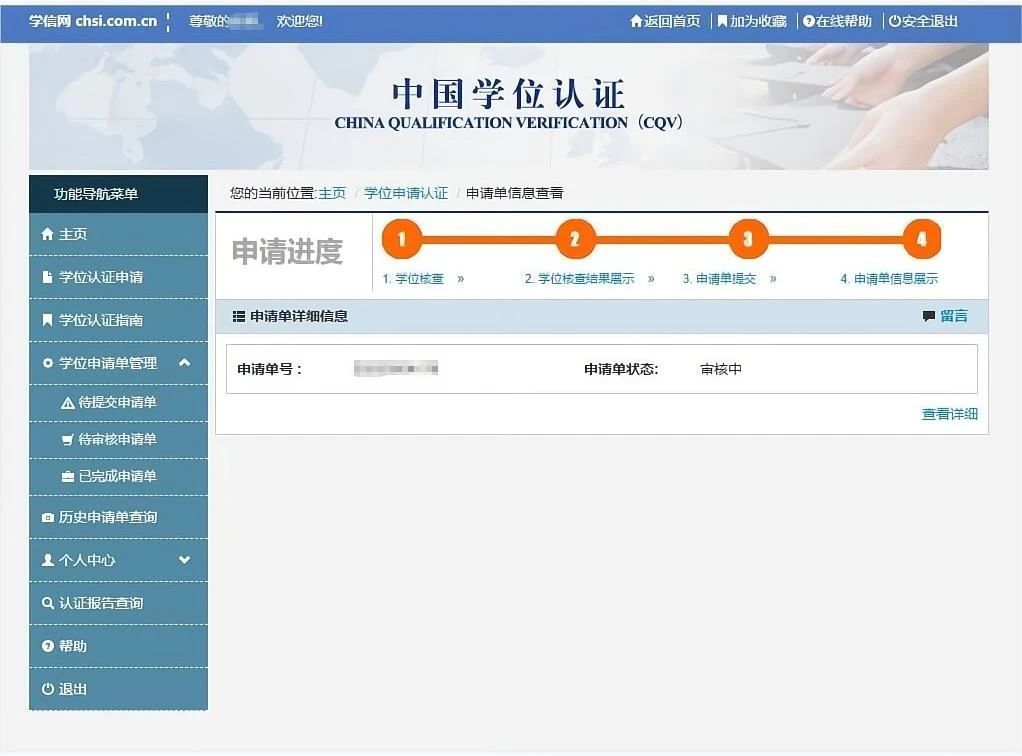 学信网 chsi.com.cn 尊敬的 欢迎您! 返回首页 加为收藏 在线帮助 安全退出
中国学位认证
CHINA QUALIFICATION VERIFICATION（CQV）
功能导航菜单
主页
学位认证申请
学位认证指南
学位申请单管理
待提交申请单
待审核申请单
已完成申请单
历史申请单查询
个人中心
认证报告查询
帮助
退出
您的当前位置:主页 / 学位申请认证 / 申请单信息查看
申请进度
1 2 3 4
1. 学位核查 » 2. 学位核查结果展示 » 3. 申请单提交 » 4. 申请单信息展示
申请单详细信息 留言
申请单号： 申请单状态: 审核中
查看详细